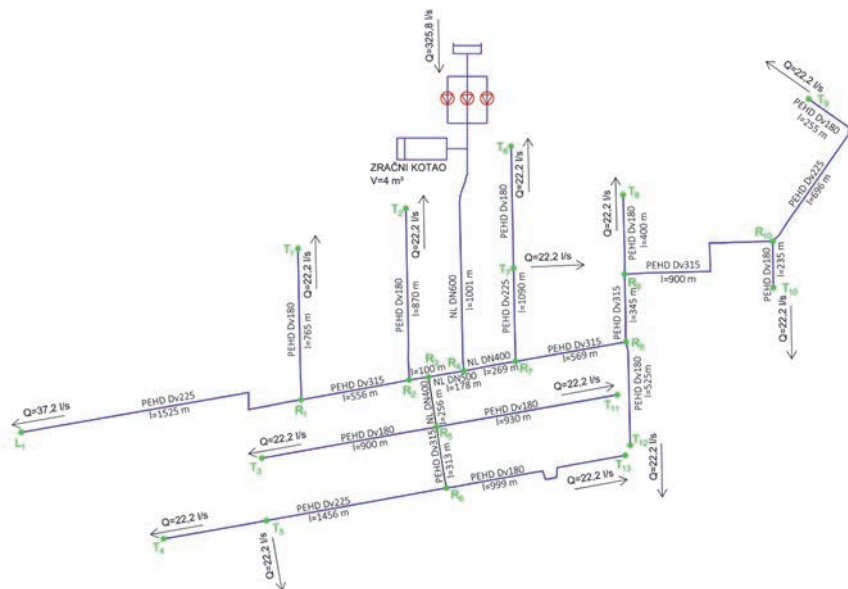 Q=325,8 l/s
ZRAČNI KOTAO
V=4 m³
Q=22,2 l/s
T9
PEHD Dv180
l=255 m
PEHD Dv225
l=696 m
T6
Q=22,2 l/s
PEHD Dv180
T8
Q=22,2 l/s
PEHD Dv180
l=400 m
T2
Q=22,2 l/s
PEHD Dv180
l=870 m
T1
Q=22,2 l/s
PEHD Dv180
l=765 m
NL DN600
l=1001 m
T7
Q=22,2 l/s
PEHD Dv225
l=1090 m
R10
PEHD Dv180
l=235 m
T10
Q=22,2 l/s
R9
PEHD Dv315
l=900 m
PEHD Dv315
l=345 m
R8
PEHD Dv315
l=569 m
R7
NL DN400
l=269 m
R4
NL DN500
l=178 m
R3
l=100 m
R2
PEHD Dv315
l=556 m
R1
PEHD Dv225
l=1525 m
Q=37,2 l/s
L1
NL DN400
l=256 m
R5
Q=22,2 l/s
T11
PEHD Dv180
l=930 m
PEHD Dv180
l=900 m
Q=22,2 l/s
T3
PEHD Dv180
l=525m
T12
Q=22,2 l/s
PEHD Dv315
l=313 m
R6
PEHD Dv180
l=999 m
Q=22,2 l/s
T13
PEHD Dv225
l=1456 m
T5
Q=22,2 l/s
Q=22,2 l/s
T4